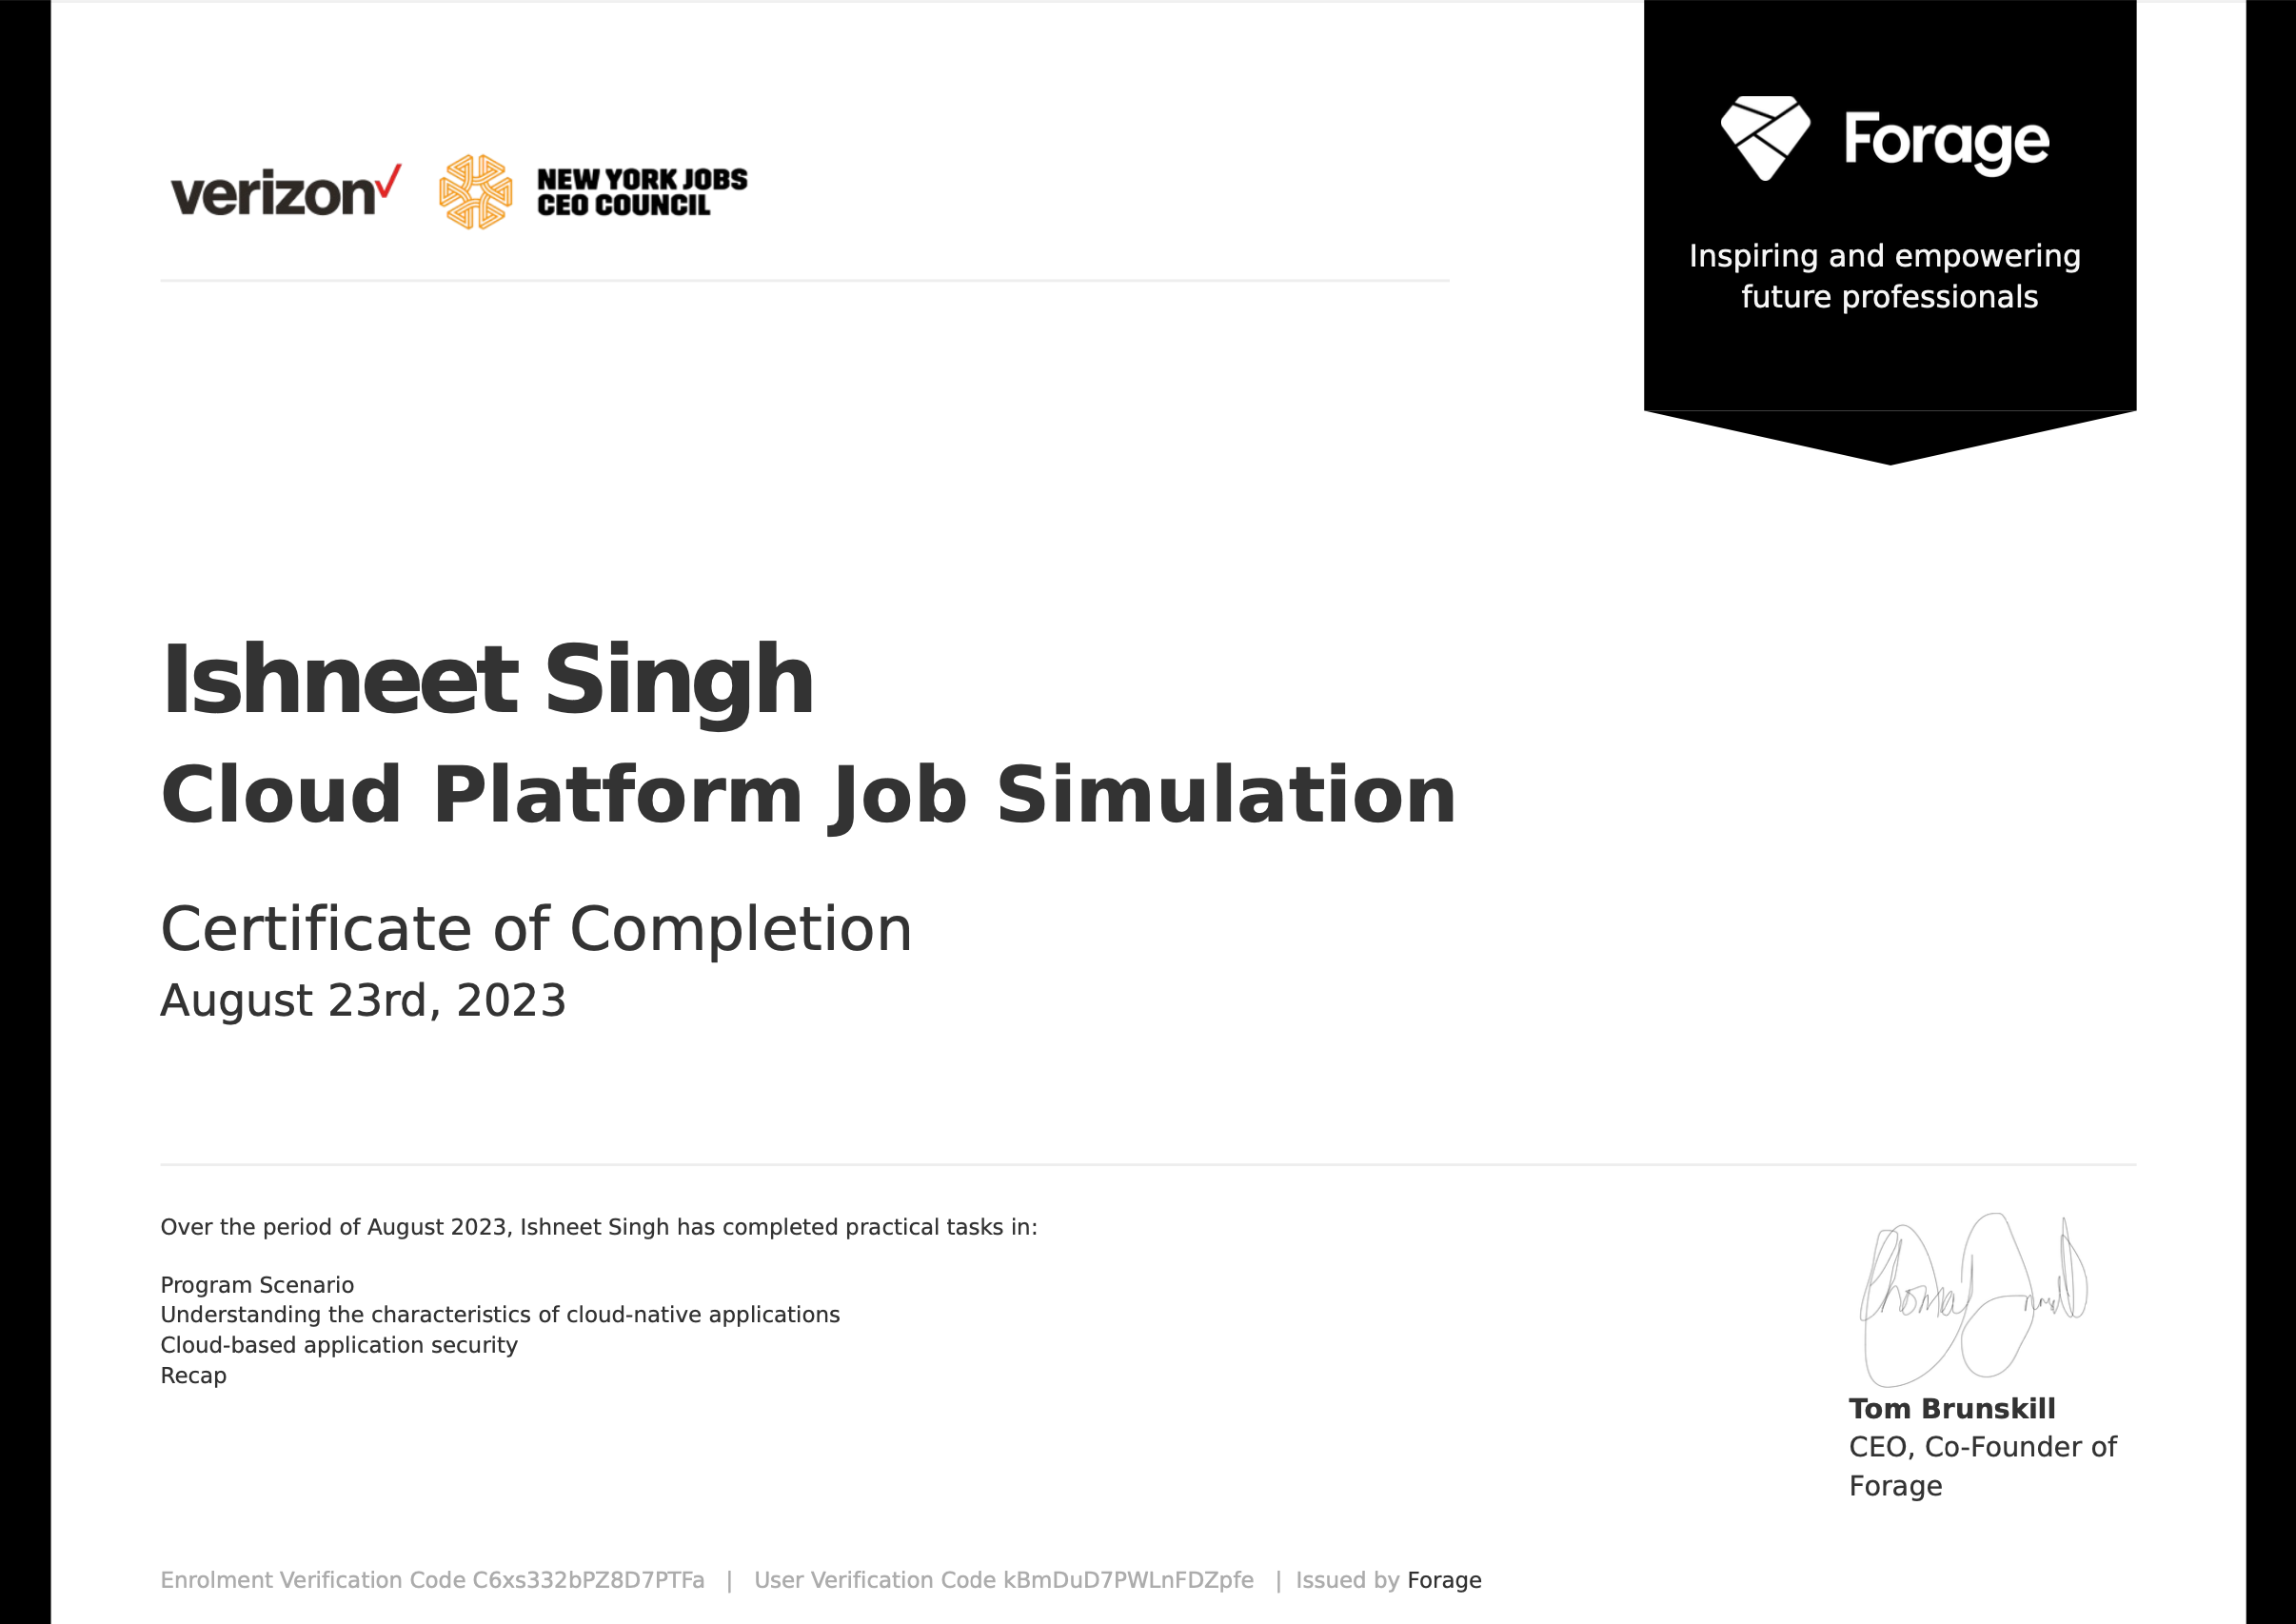 verizon
NEW YORK JOBS
CEO COUNCIL
Forage
Inspiring and empowering
future professionals
Ishneet Singh
Cloud Platform Job Simulation
Certificate of Completion
August 23rd, 2023
Over the period of August 2023, Ishneet Singh has completed practical tasks in:
Program Scenario
Understanding the characteristics of cloud-native applications
Cloud-based application security
Recap
Tom Brunskill
CEO, Co-Founder of
Forage
Enrolment Verification Code C6xs332bPZ8D7PTFa | User Verification Code kBmDuD7PWLnFDZpfe | Issued by Forage